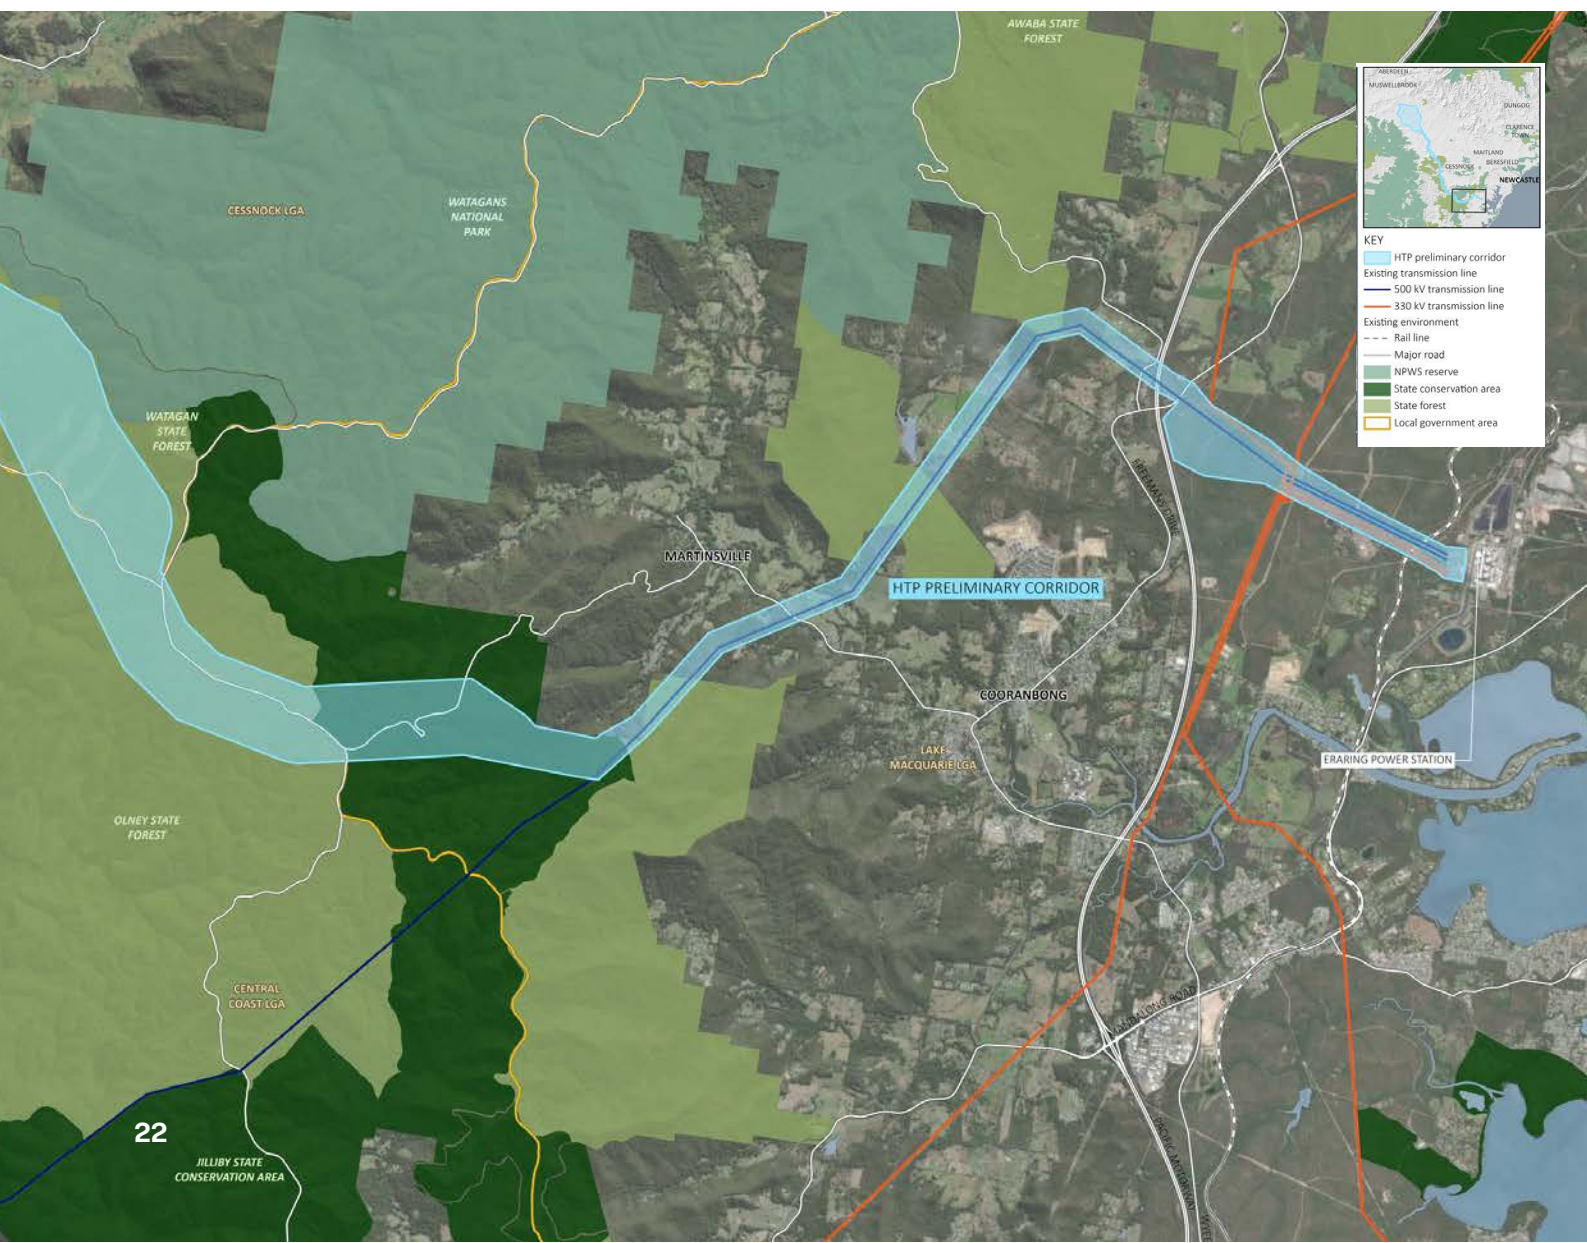 AWABA STATE
FOREST
ABERDEEN
MUSWELLBROOK
DUNGOG
CLARENCE
TOWN
MAITLAND
BERESFIELD
CESSNOCK
NEWCASTLE
KEY
HTP preliminary corridor
Existing transmission line
500 kV transmission line
330 kV transmission line
Existing environment
Rail line
Major road
NPWS reserve
State conservation area
State forest
Local government area
CESSNOCK LGA
WATAGANS
NATIONAL
PARK
WATAGAN
STATE
FOREST
FREEMANS DRIVE
MARTINSVILLE
HTP PRELIMINARY CORRIDOR
COORANBONG
LAKE
MACQUARIE LGA
ERARING POWER STATION
OLNEY STATE
FOREST
CENTRAL
COAST LGA
MANDALONG ROAD
22
JILLIBY STATE
CONSERVATION AREA
PACIFIC MOTORWAY